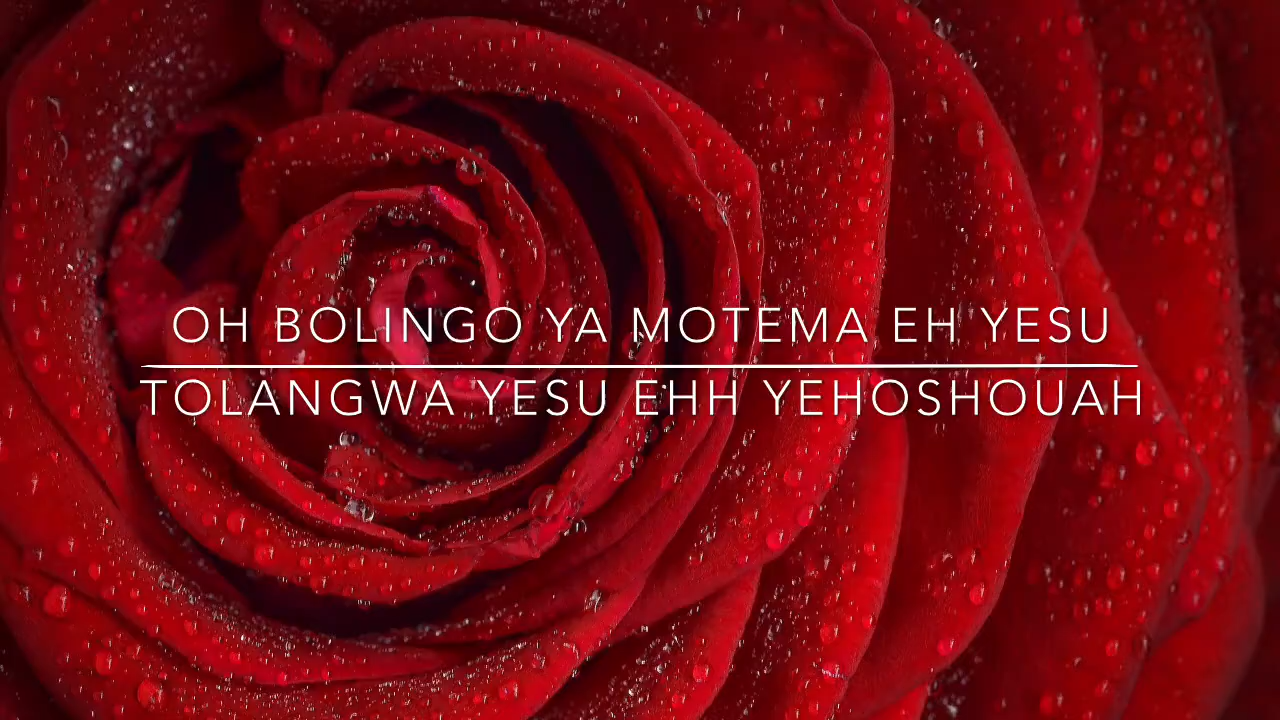 OH BOLINGO YA MOTEMA EH YESU
TOLANGWA YESU EHH YEHOSHOUAH